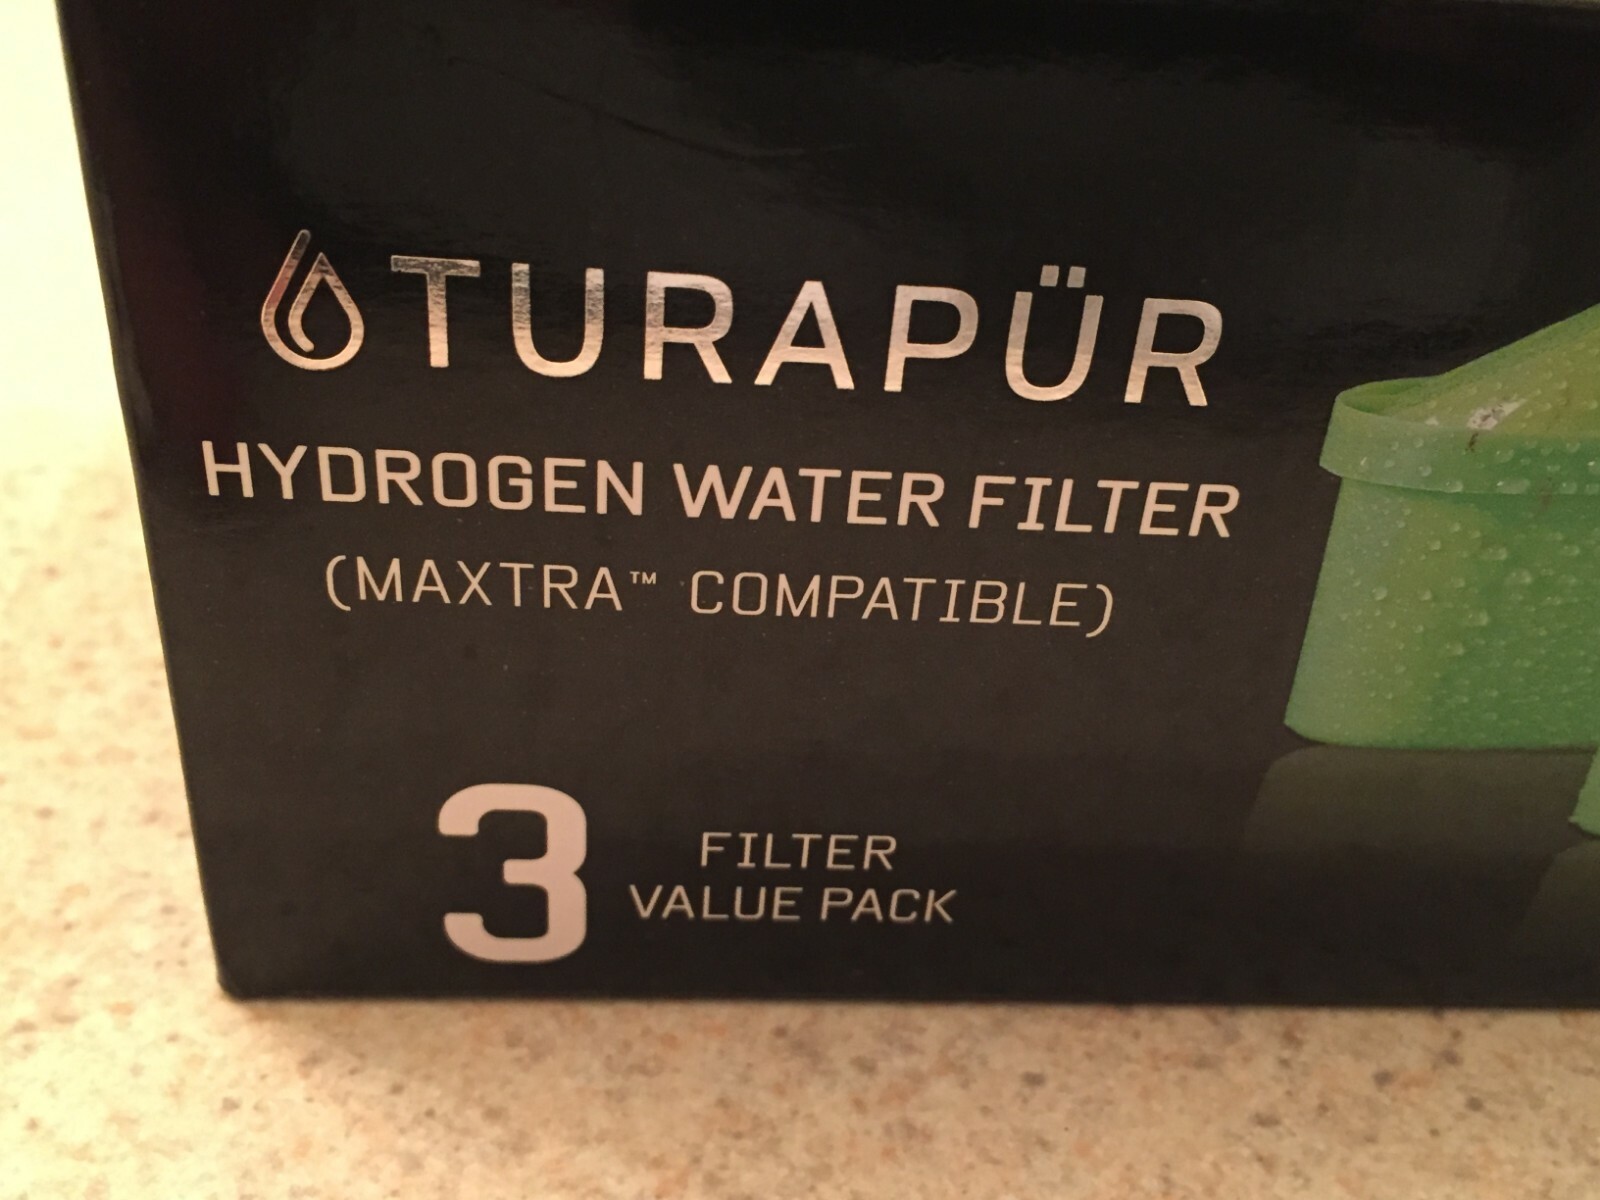 TURAPÜR
HYDROGEN WATER FILTER
(MAXTRA™ COMPATIBLE)
3
FILTER
VALUE PACK